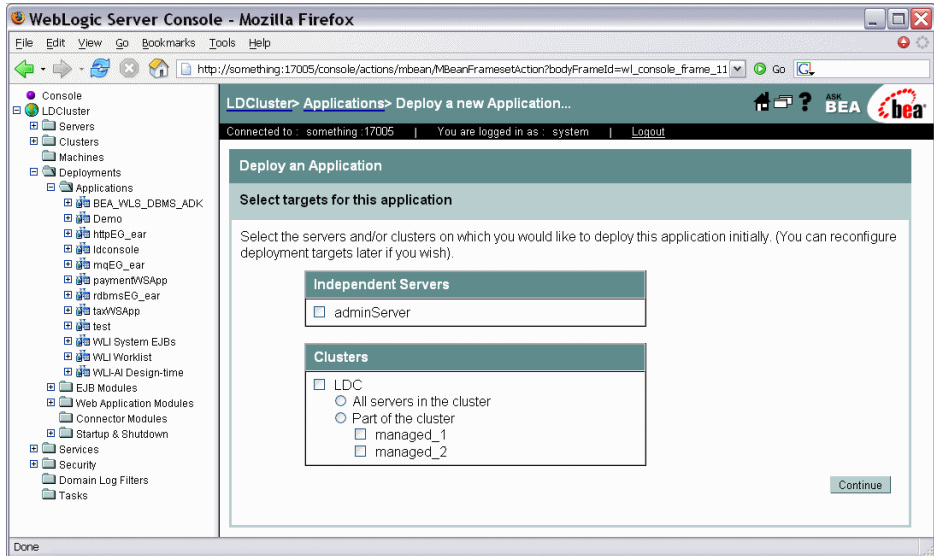 WebLogic Server Console - Mozilla Firefox
File Edit View Go Bookmarks Tools Help
http://something:17005/console/actions/mbean/MBeanFramesetAction?bodyFrameId=wl_console_frame_11
Go
G
Console
LDCluster
Servers
Clusters
Machines
Deployments
Applications
BEA_WLS_DBMS_ADK
Demo
httpEG_ear
ldconsole
mqEG_ear
paymentWSApp
rdbmsEG_ear
taxWSApp
test
WLI System EJBs
WLI Worklist
WLI-AI Design-time
EJB Modules
Web Application Modules
Connector Modules
Startup & Shutdown
Services
Security
Domain Log Filters
Tasks
LDCluster> Applications> Deploy a new Application...
? ASK BEA
bea
Connected to : something :17005 | You are logged in as : system | Logout
Deploy an Application
Select targets for this application
Select the servers and/or clusters on which you would like to deploy this application initially. (You can reconfigure
deployment targets later if you wish).
Independent Servers
adminServer
Clusters
LDC
All servers in the cluster
Part of the cluster
managed_1
managed_2
Continue
Done